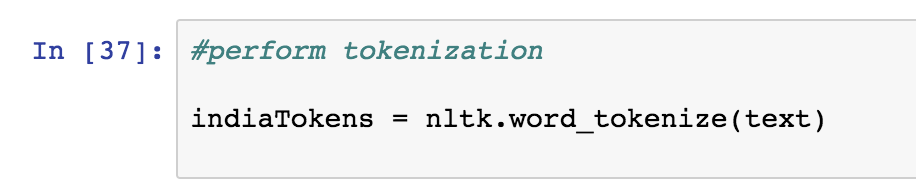 In [37]: #perform tokenization
indiaTokens = nltk.word_tokenize(text)